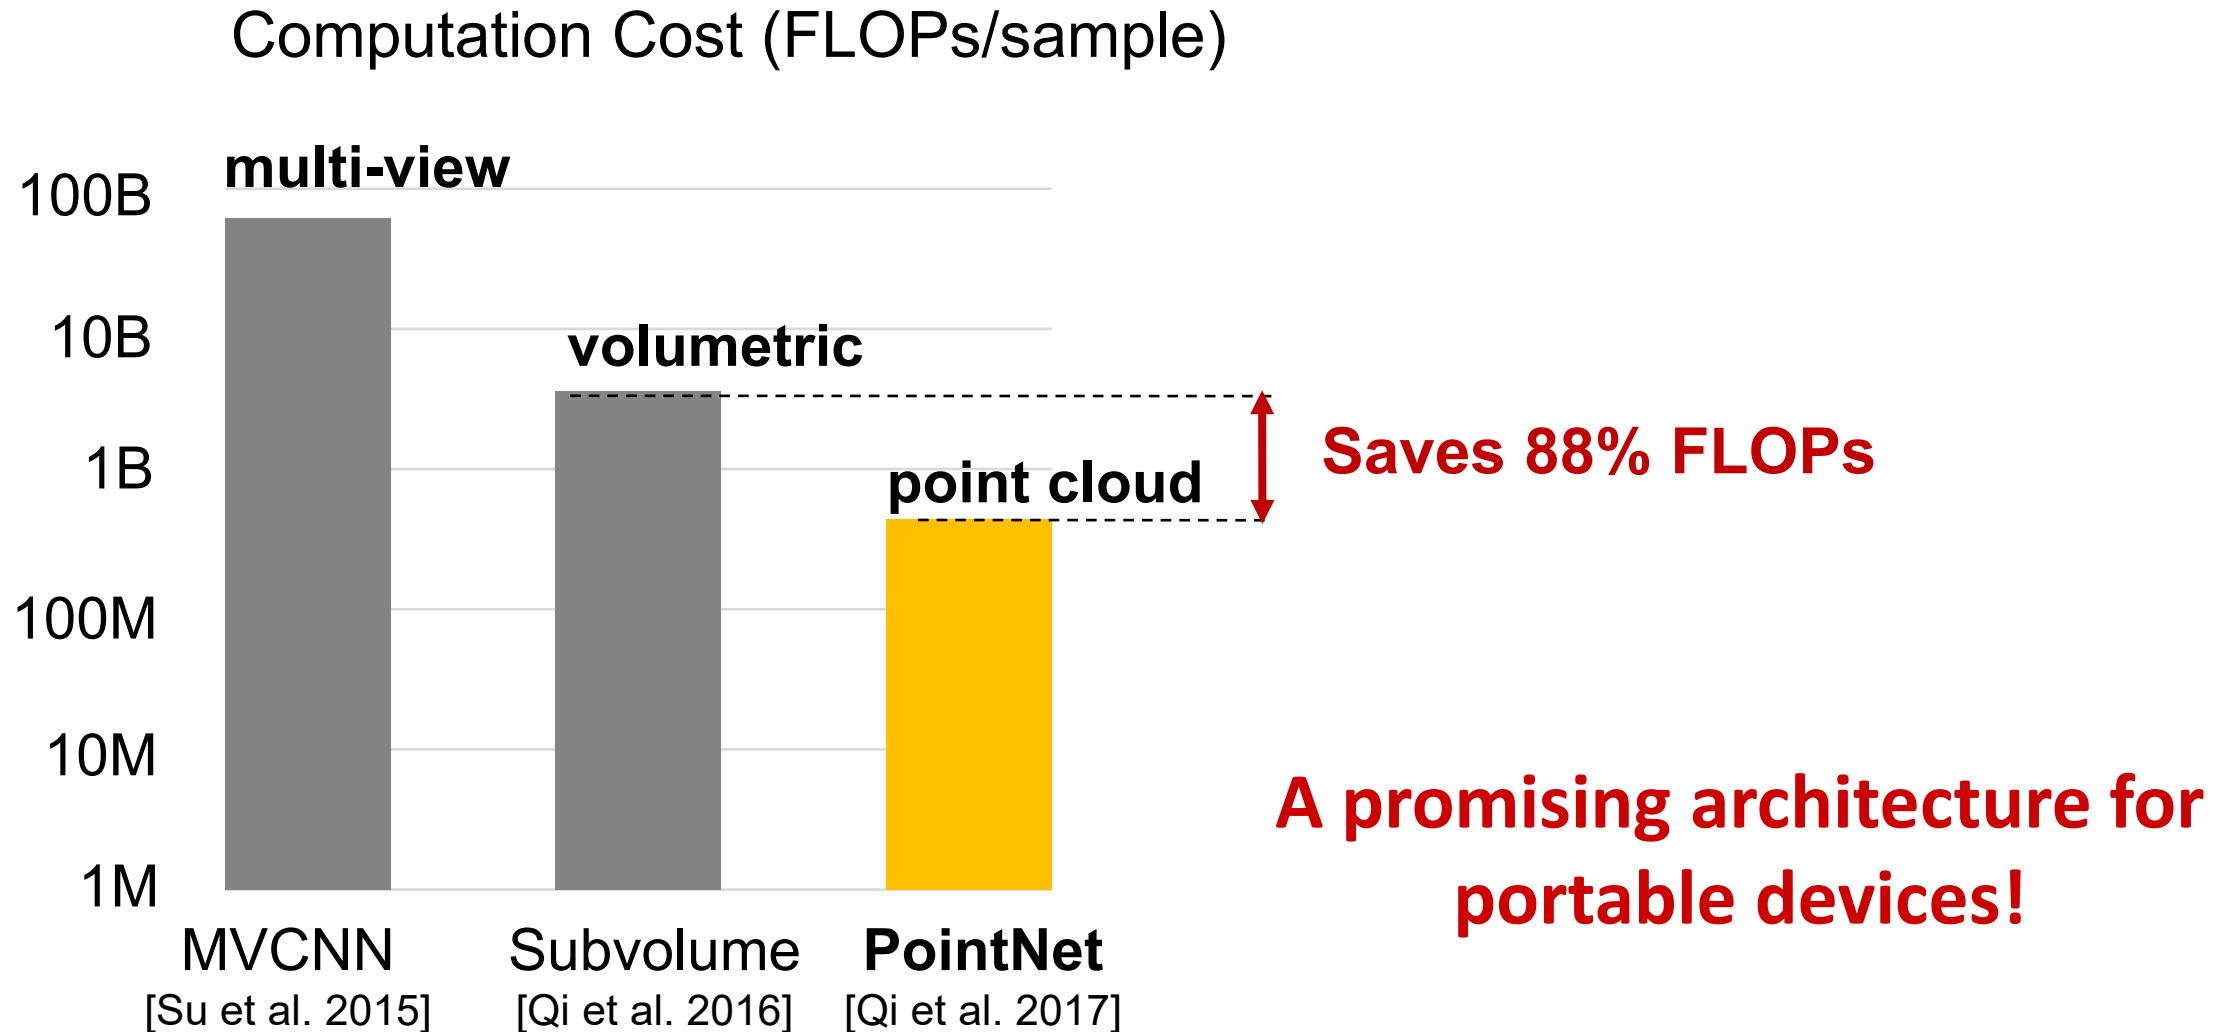 Computation Cost (FLOPs/sample)
multi-view
100B
10B
volumetric
Saves 88% FLOPs
1B
point cloud
100M
10M
A promising architecture for
portable devices!
1M
MVCNN
[Su et al. 2015]
Subvolume
[Qi et al. 2016]
PointNet
[Qi et al. 2017]